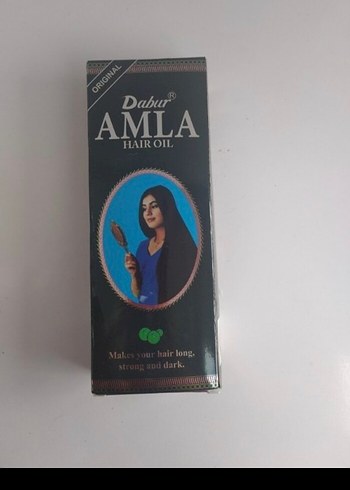 ORIGINAL
Dabur®
AMLA
HAIR OIL
Makes your hair long,
strong and dark.